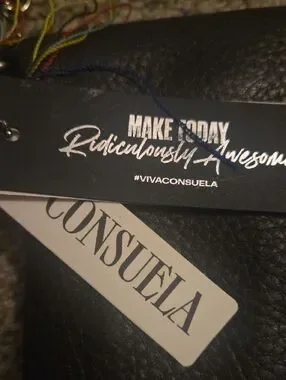 MAKE TODAY
Ridiculously Awesome
#VIVACONSUELA
CONSUELA